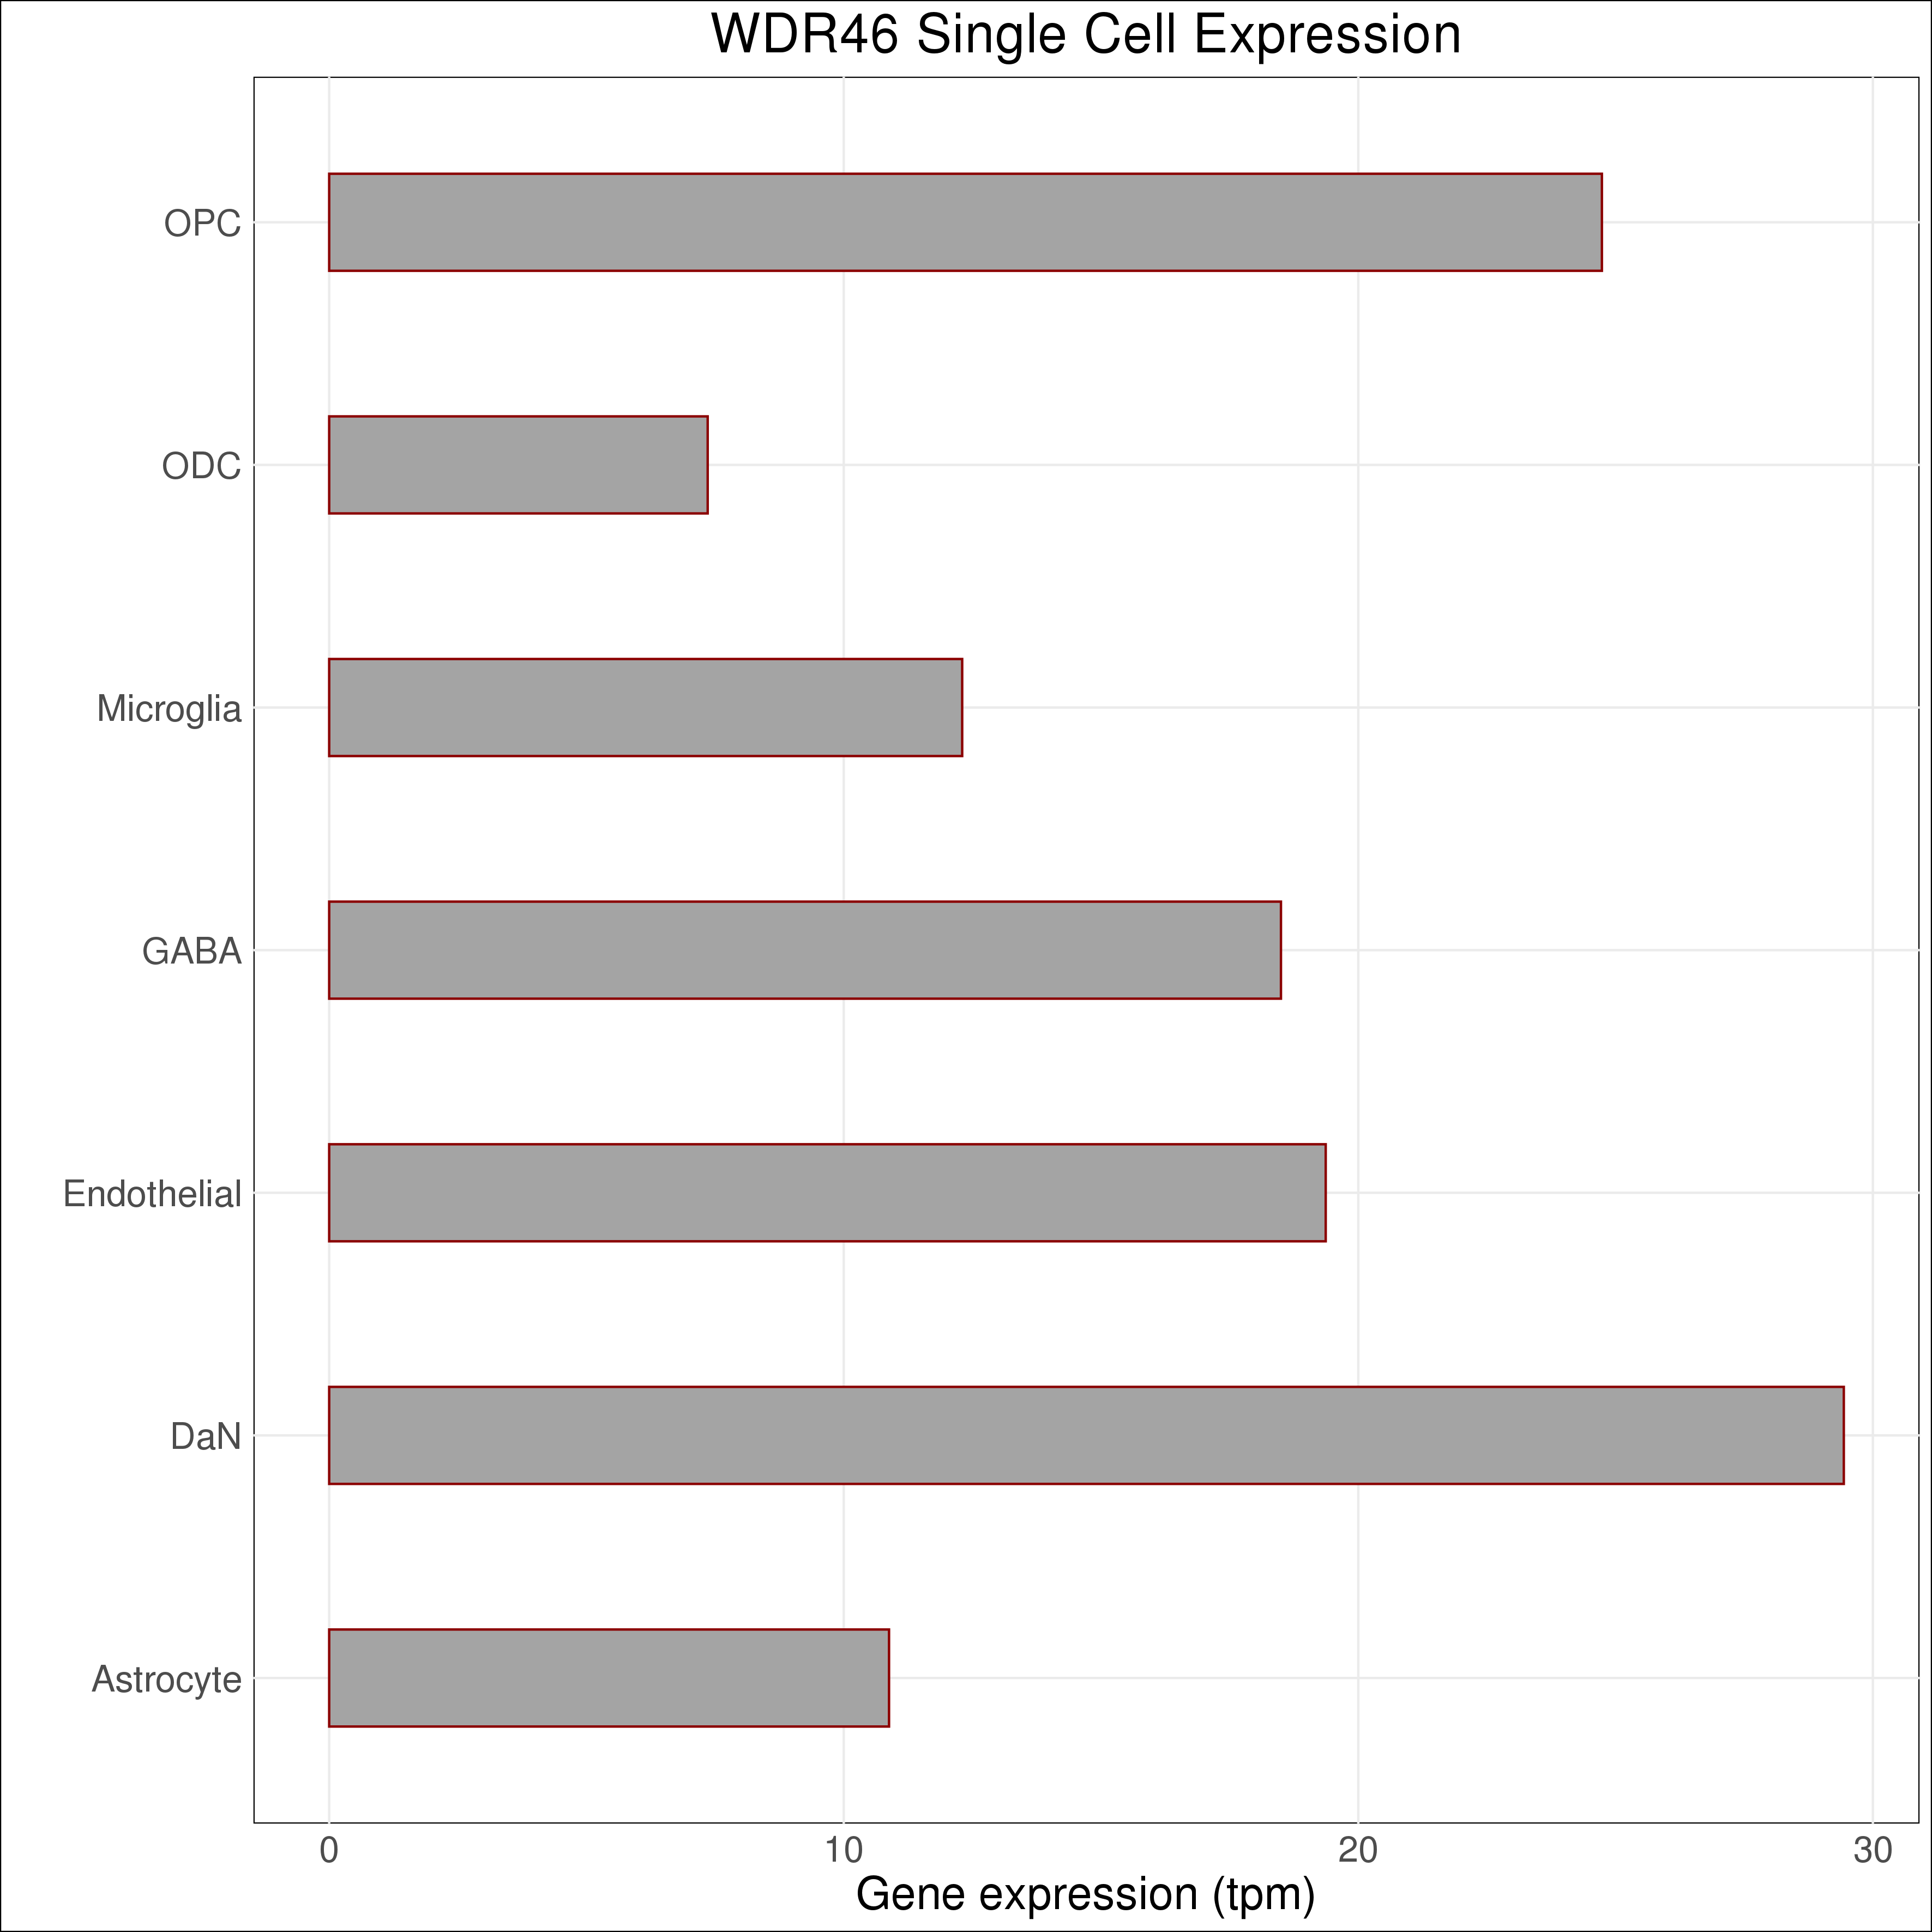 WDR46 Single Cell Expression
OPC
ODC
Microglia
GABA
Endothelial
DaN
Astrocyte
0 10 20 30
Gene expression (tpm)